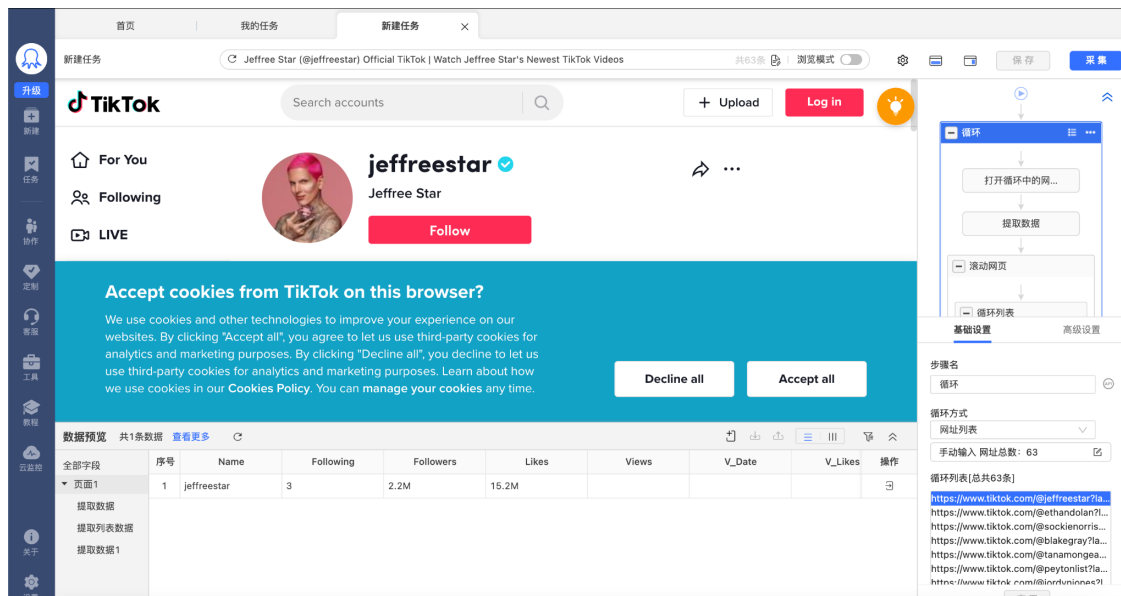 首页
我的任务
新建任务
新建任务
Jeffree Star (@jeffreestar) Official TikTok | Watch Jeffree Star's Newest TikTok Videos
共63条
浏览模式
保存
采集
升级
新建
任务
协作
定制
客服
工具
教程
云监控
关于
TikTok
Search accounts
+ Upload
Log in
For You
Following
LIVE
jeffreestar
Jeffree Star
Follow
Accept cookies from TikTok on this browser?
We use cookies and other technologies to improve your experience on our
websites. By clicking "Accept all", you agree to let us use third-party cookies for
analytics and marketing purposes. By clicking "Decline all", you decline to let us
use third-party cookies for analytics and marketing purposes. Learn about how
we use cookies in our Cookies Policy. You can manage your cookies any time.
Decline all
Accept all
数据预览 共1条数据 查看更多
全部字段
页面1
提取数据
提取列表数据
提取数据1
序号 Name Following Followers Likes Views V_Date V_Likes 操作
1 jeffreestar 3 2.2M 15.2M
循环
打开循环中的网...
提取数据
滚动网页
循环列表
基础设置
高级设置
步骤名
循环
循环方式
网址列表
手动输入 网址总数: 63
循环列表[总共63条]
https://www.tiktok.com/@jeffreestar?la...
https://www.tiktok.com/@ethandolan?l...
https://www.tiktok.com/@sockienorris...
https://www.tiktok.com/@blakegray?la...
https://www.tiktok.com/@tanamongea...
https://www.tiktok.com/@peytonlist?la...
https://www.tiktok.com/@jordynjones?l